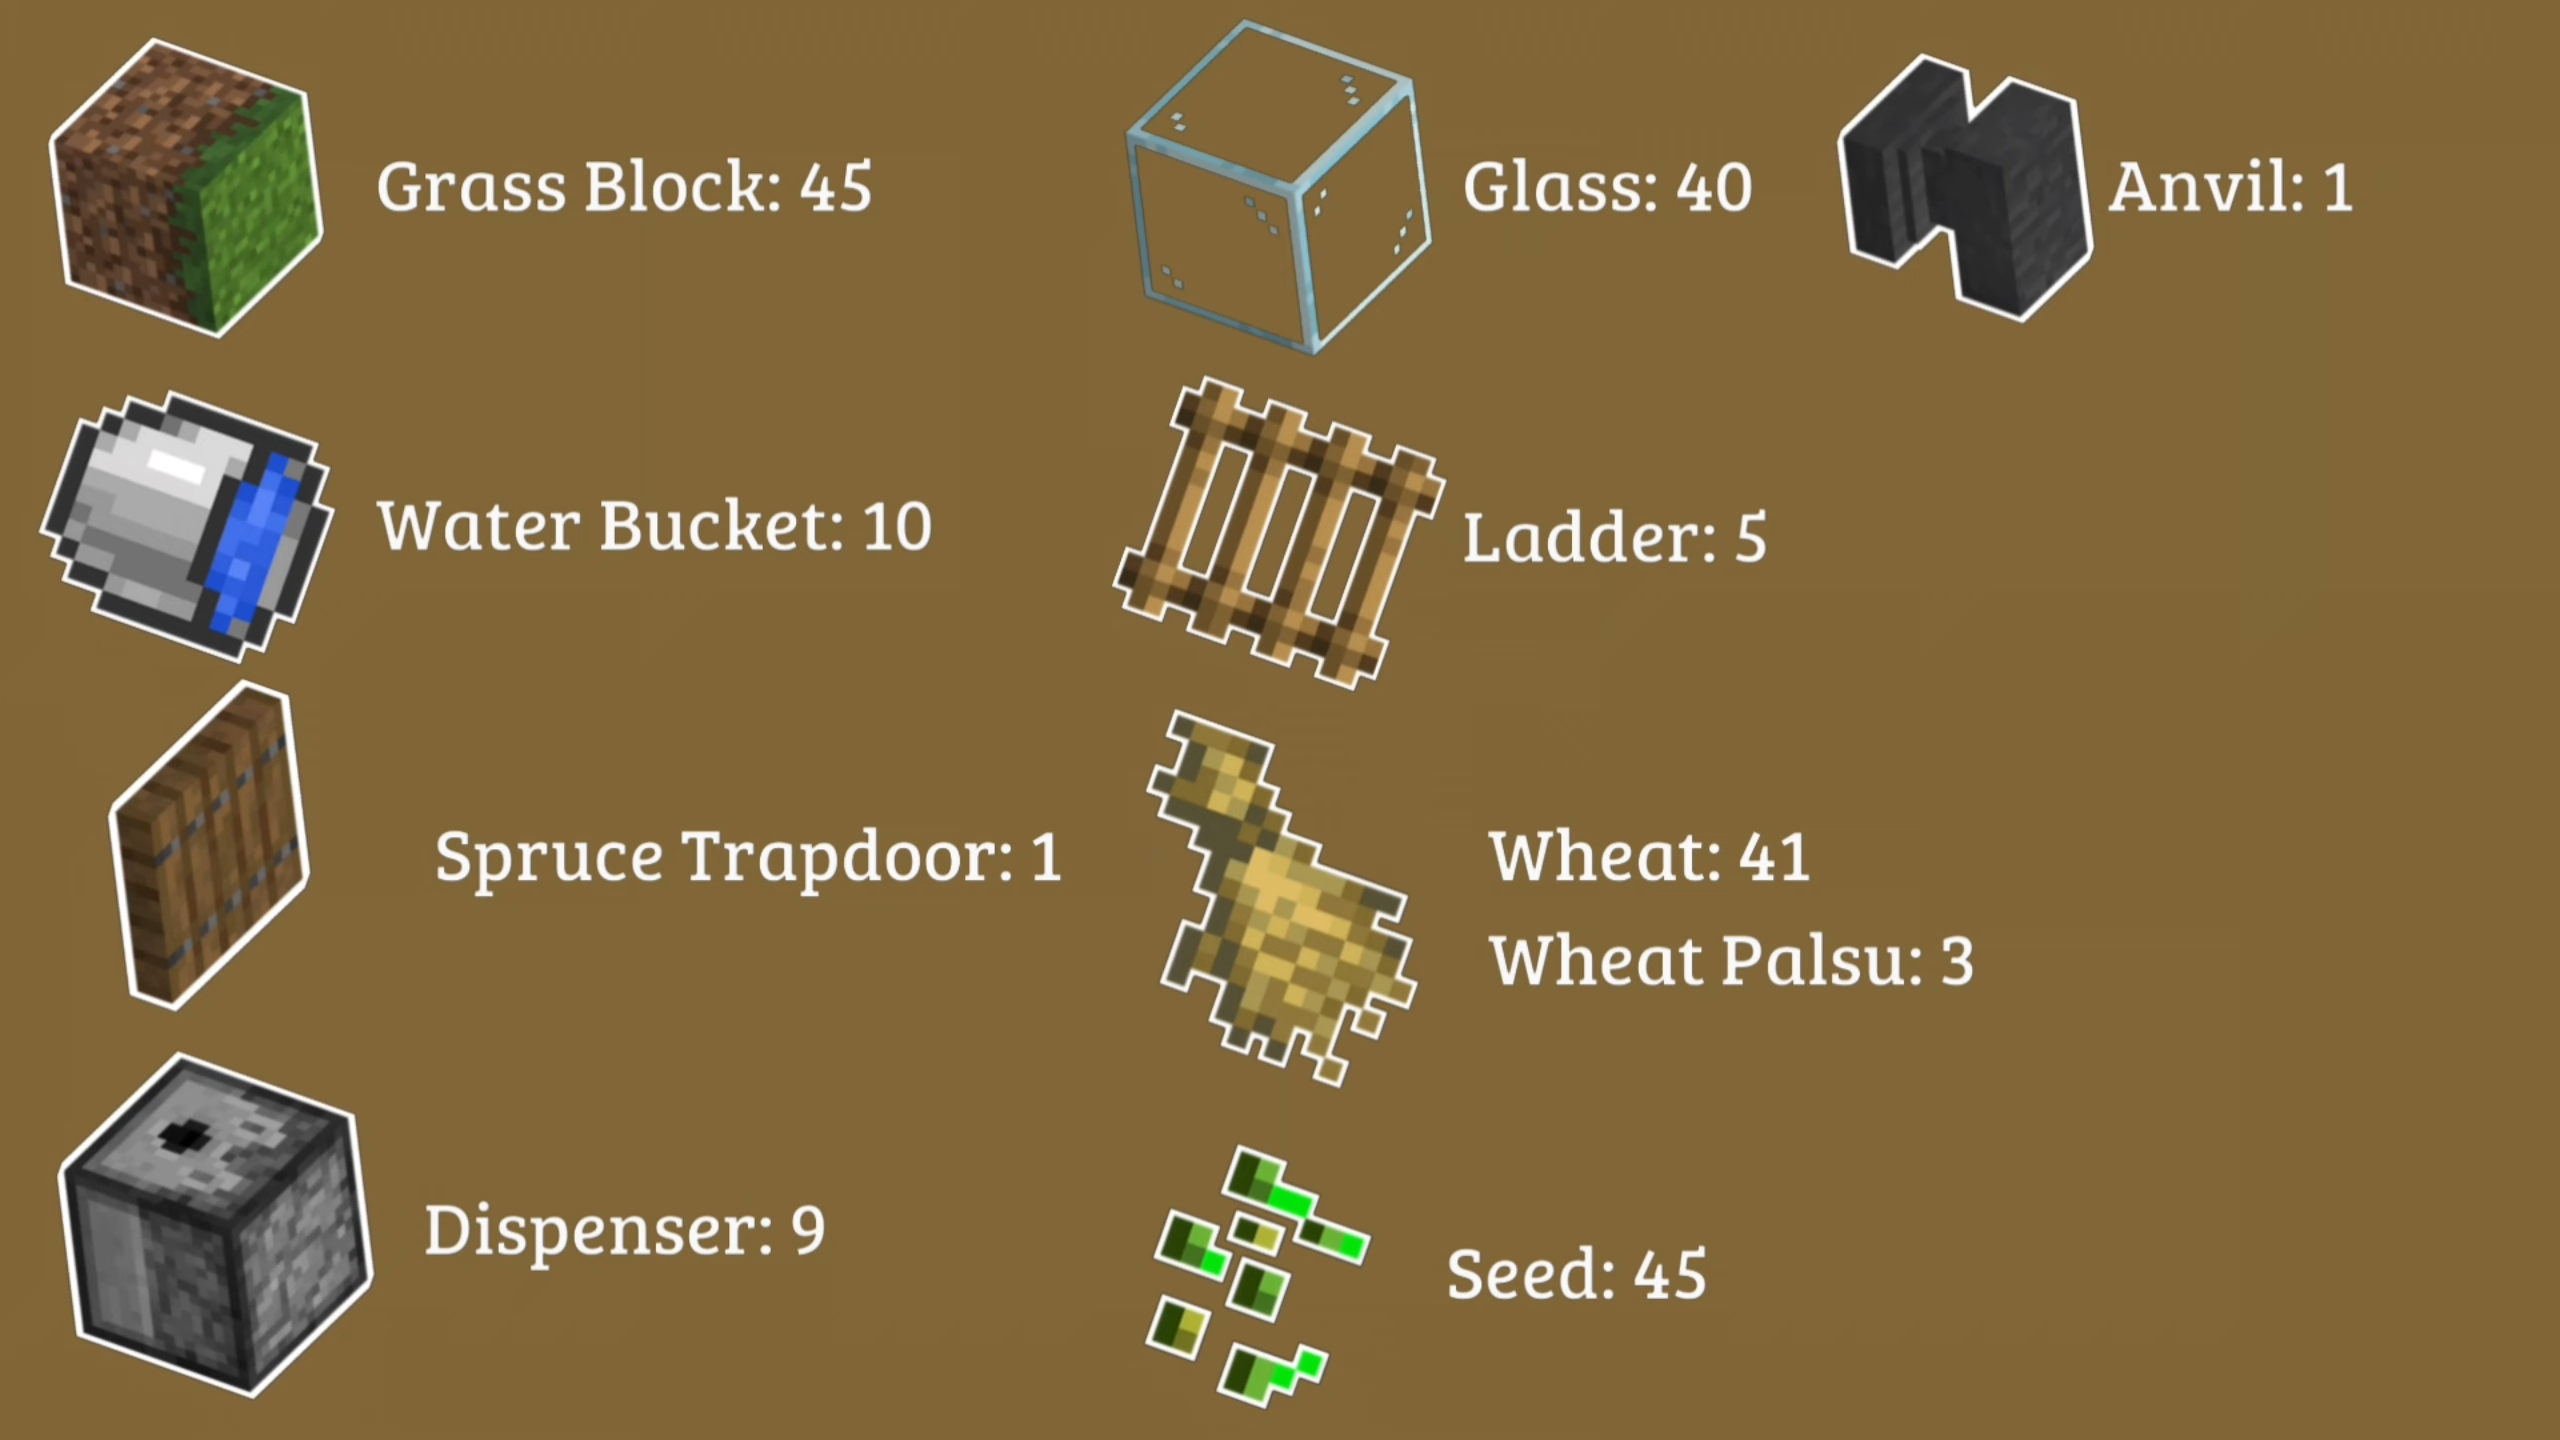 Grass Block: 45
Glass: 40
Anvil: 1
Water Bucket: 10
Ladder: 5
Spruce Trapdoor: 1
Wheat: 41
Wheat Palsu: 3
Dispenser: 9
Seed: 45